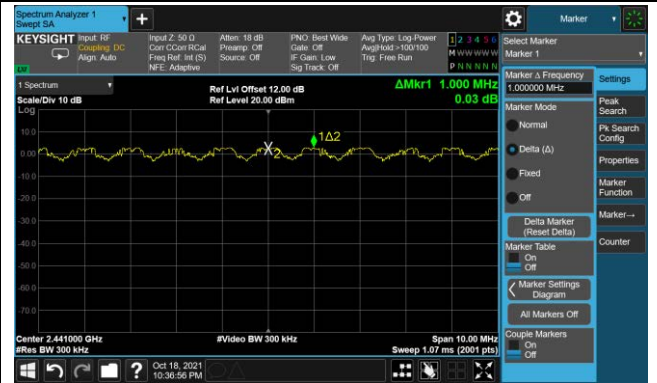 Spectrum Analyzer 1
Swept SA
Marker
KEYSIGHT
Input: RF
Coupling: DC
Align: Auto
Input Z: 50 Ω
Corr CCorr RCal
Freq Ref: Int (S)
NFE: Adaptive
Atten: 18 dB
Preamp: Off
Source: Off
PNO: Best Wide
Gate: Off
IF Gain: Low
Sig Track: Off
Avg Type: Log-Power
Avg|Hold:>100/100
Trig: Free Run
1 2 3 4 5 6
M W W W W W
P N N N N N
Select Marker
Marker 1
1 Spectrum
Scale/Div 10 dB
Log
Ref Lvl Offset 12.00 dB
Ref Level 20.00 dBm
ΔMkr1 1.000 MHz
0.03 dB
10.0
0.00
-10.0
-20.0
-30.0
-40.0
-50.0
-60.0
-70.0
1Δ2
X2
Center 2.441000 GHz
#Res BW 300 kHz
#Video BW 300 kHz
Span 10.00 MHz
Sweep 1.07 ms (2001 pts)
Marker Δ Frequency
1.000000 MHz
Marker Mode
Normal
Delta (Δ)
Fixed
Off
Delta Marker
(Reset Delta)
Marker Table
On
Off
Marker Settings
Diagram
All Markers Off
Couple Markers
On
Off
Settings
Peak
Search
Pk Search
Config
Properties
Marker
Function
Marker→
Counter
?
Oct 18, 2021
10:36:56 PM